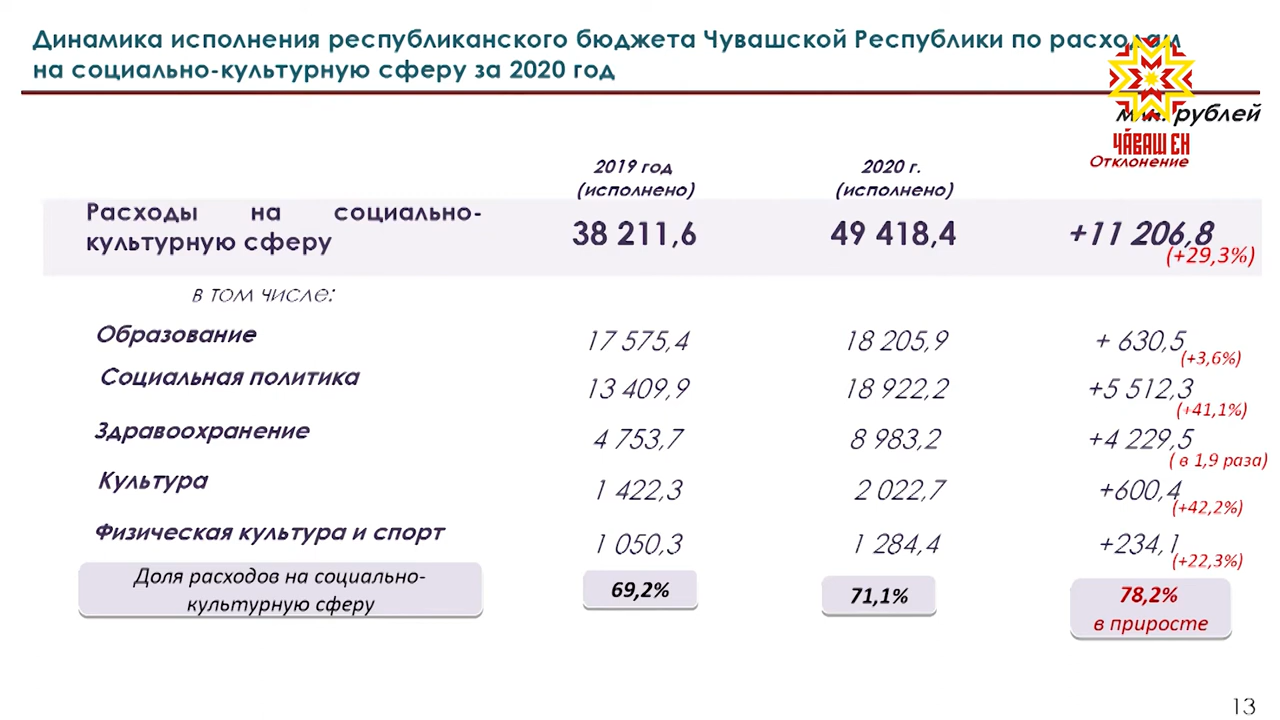 Динамика исполнения республиканского бюджета Чувашской Республики по расходам
на социально-культурную сферу за 2020 год
рублей
ЧӐВАШ ЕН
2019 год
(исполнено)
2020 г.
(исполнено)
Отклонение
Расходы на социально-
культурную сферу
38 211,6
49 418,4
+11 206,8
(+29,3%)
в том числе:
Образование
17 575,4
18 205,9
+ 630,5
(+3,6%)
Социальная политика
13 409,9
18 922,2
+5 512,3
(+41,1%)
Здравоохранение
4 753,7
8 983,2
+4 229,5
( в 1,9 раза)
Культура
1 422,3
2 022,7
+600,4
(+42,2%)
Физическая культура и спорт
1 050,3
1 284,4
+234,1
(+22,3%)
Доля расходов на социально-
культурную сферу
69,2%
71,1%
78,2%
в приросте
13